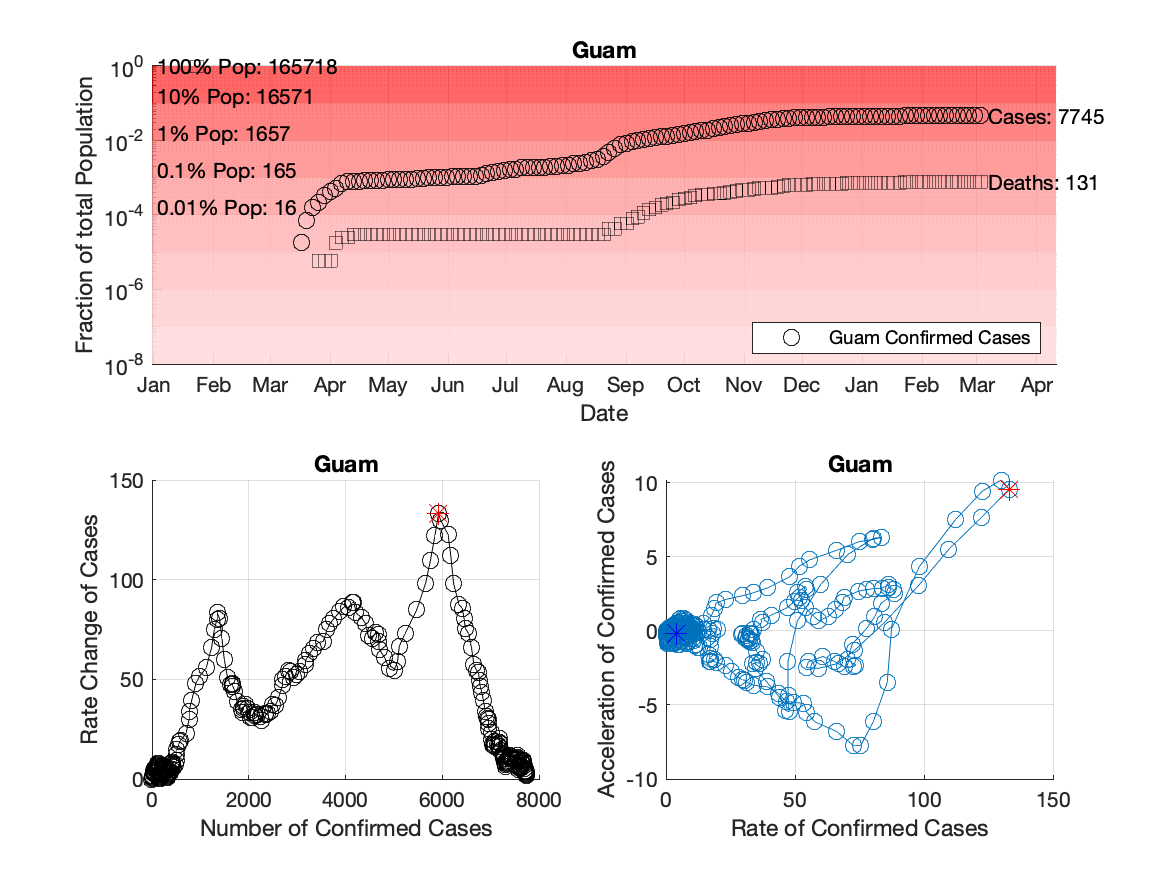 Guam
Fraction of total Population
10^0
10^-2
10^-4
10^-6
10^-8
100% Pop: 165718
10% Pop: 16571
1% Pop: 1657
0.1% Pop: 165
0.01% Pop: 16
Cases: 7745
Deaths: 131
Guam Confirmed Cases
Jan Feb Mar Apr May Jun Jul Aug Sep Oct Nov Dec Jan Feb Mar Apr
Date
Guam
Rate Change of Cases
150
100
50
0
0 2000 4000 6000 8000
Number of Confirmed Cases
Guam
Acceleration of Confirmed Cases
10
5
0
-5
-10
0 50 100 150
Rate of Confirmed Cases